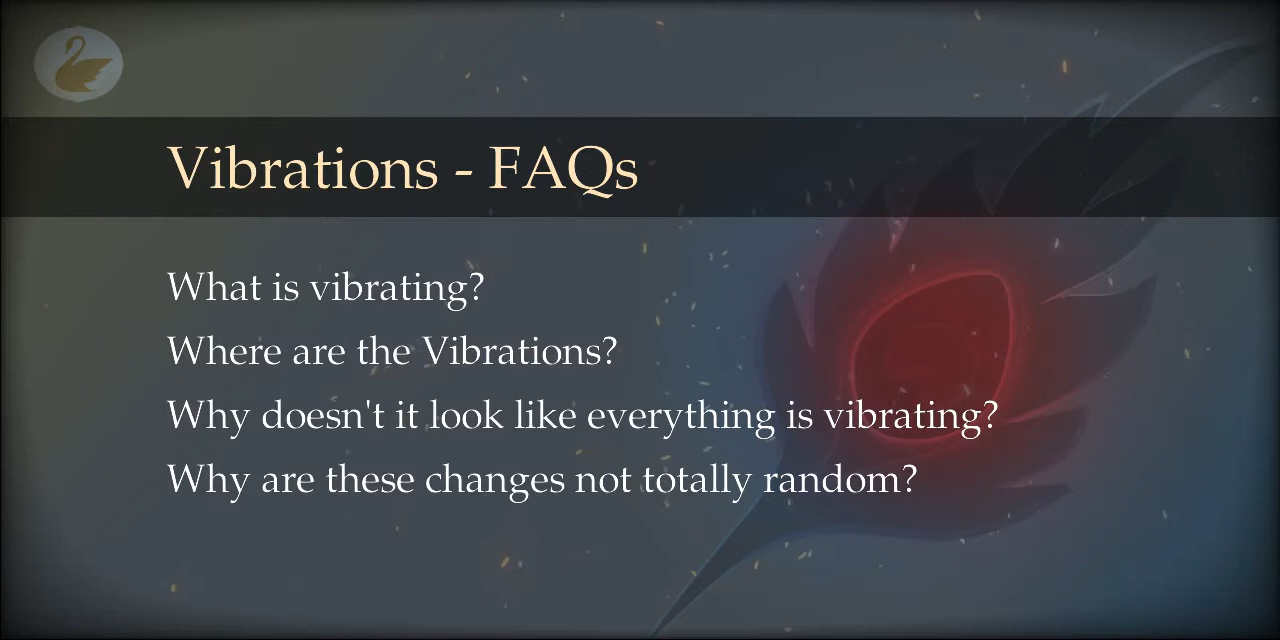 Vibrations - FAQs
What is vibrating?
Where are the Vibrations?
Why doesn't it look like everything is vibrating?
Why are these changes not totally random?